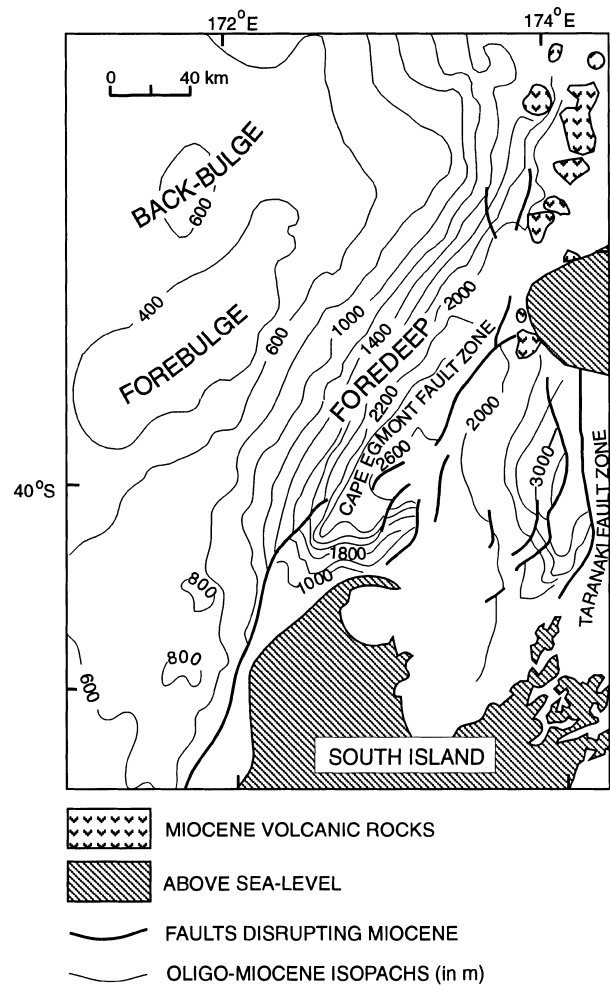 172°E
174°E
0
40 km
BACK-BULGE
600
400
FOREBULGE
600
1000
1400
2000
FOREDEEP
2200
CAPE EGMONT FAULT ZONE
2600
2000
3000
TARANAKI FAULT ZONE
40°S
1800
1000
800
800
600
SOUTH ISLAND
MIOCENE VOLCANIC ROCKS
ABOVE SEA-LEVEL
FAULTS DISRUPTING MIOCENE
OLIGO-MIOCENE ISOPACHS (in m)